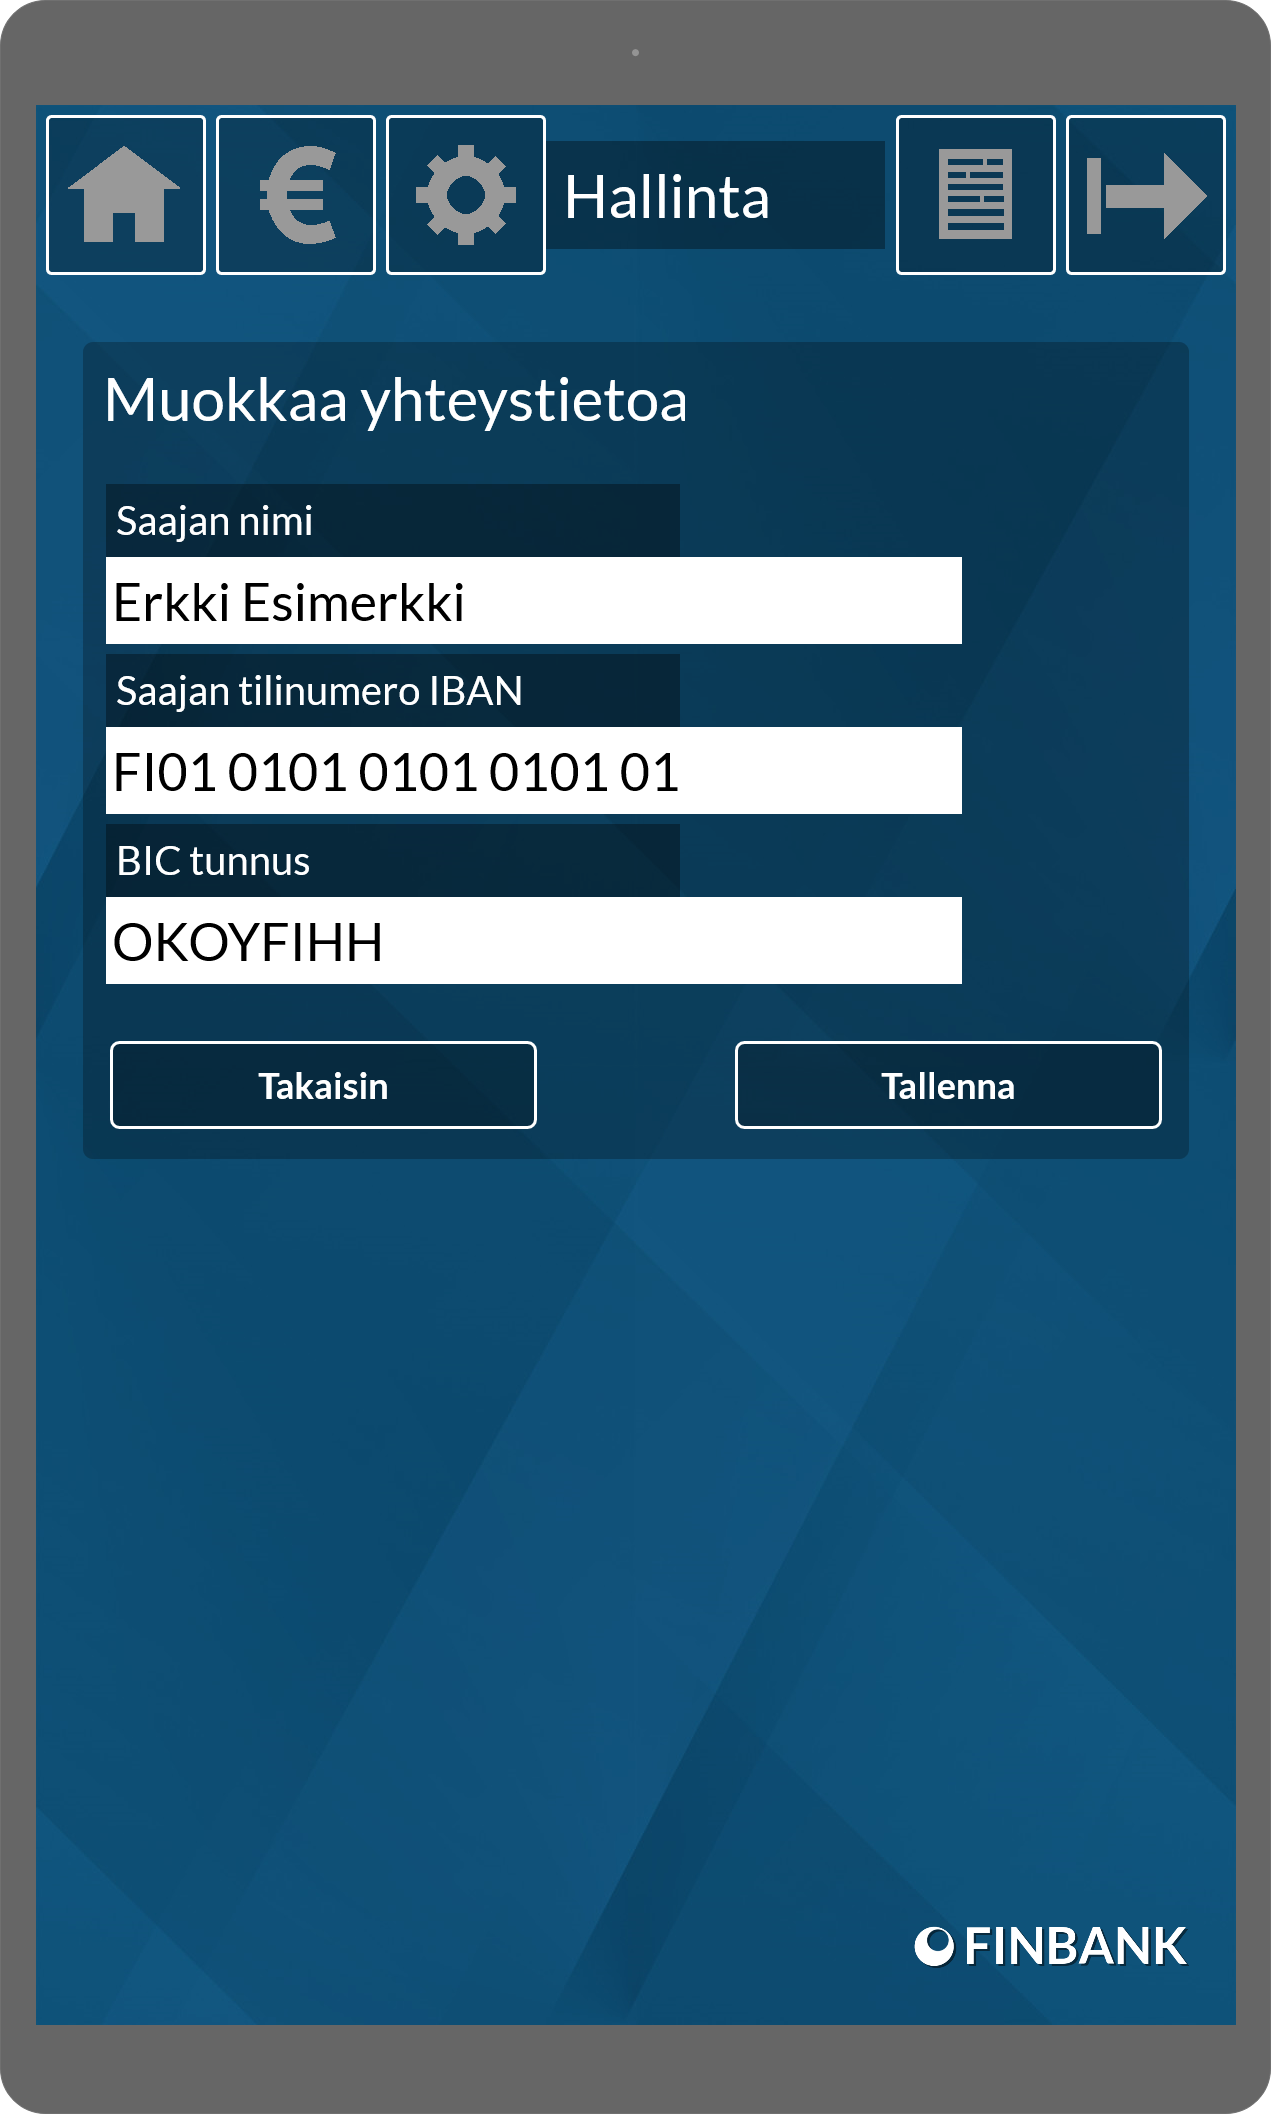 Hallinta
Muokkaa yhteystietoa
Saajan nimi
Erkki Esimerkki
Saajan tilinumero IBAN
FI01 0101 0101 0101 01
BIC tunnus
OKOYFIHH
Takaisin
Tallenna
FINBANK